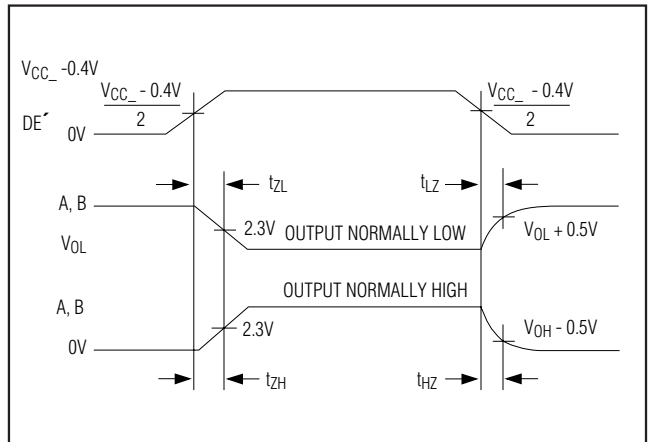 VCC_ -0.4V
VCC_ - 0.4V
2
VCC_ - 0.4V
2
DE´
0V
tZL
tLZ
A, B
2.3V
OUTPUT NORMALLY LOW
VOL + 0.5V
VOL
OUTPUT NORMALLY HIGH
A, B
2.3V
VOH - 0.5V
0V
tZH
tHZ